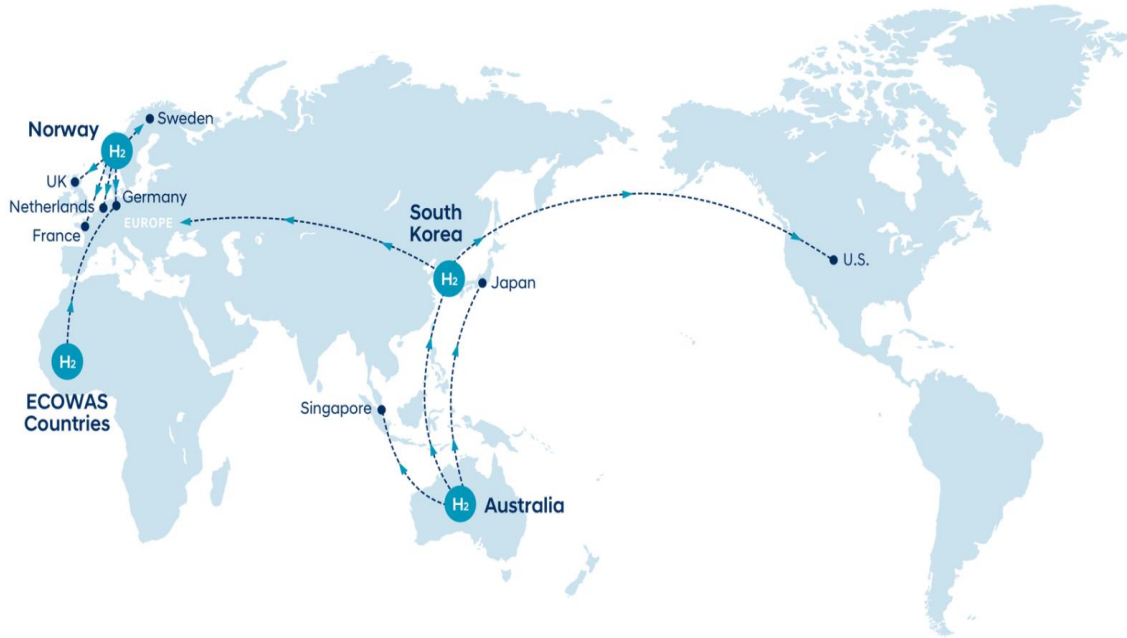 Sweden
Norway
H₂
UK
Germany
Netherlands
EUROPE
France
South
Korea
H₂
U.S.
Japan
H₂
ECOWAS
Countries
Singapore
H₂
Australia